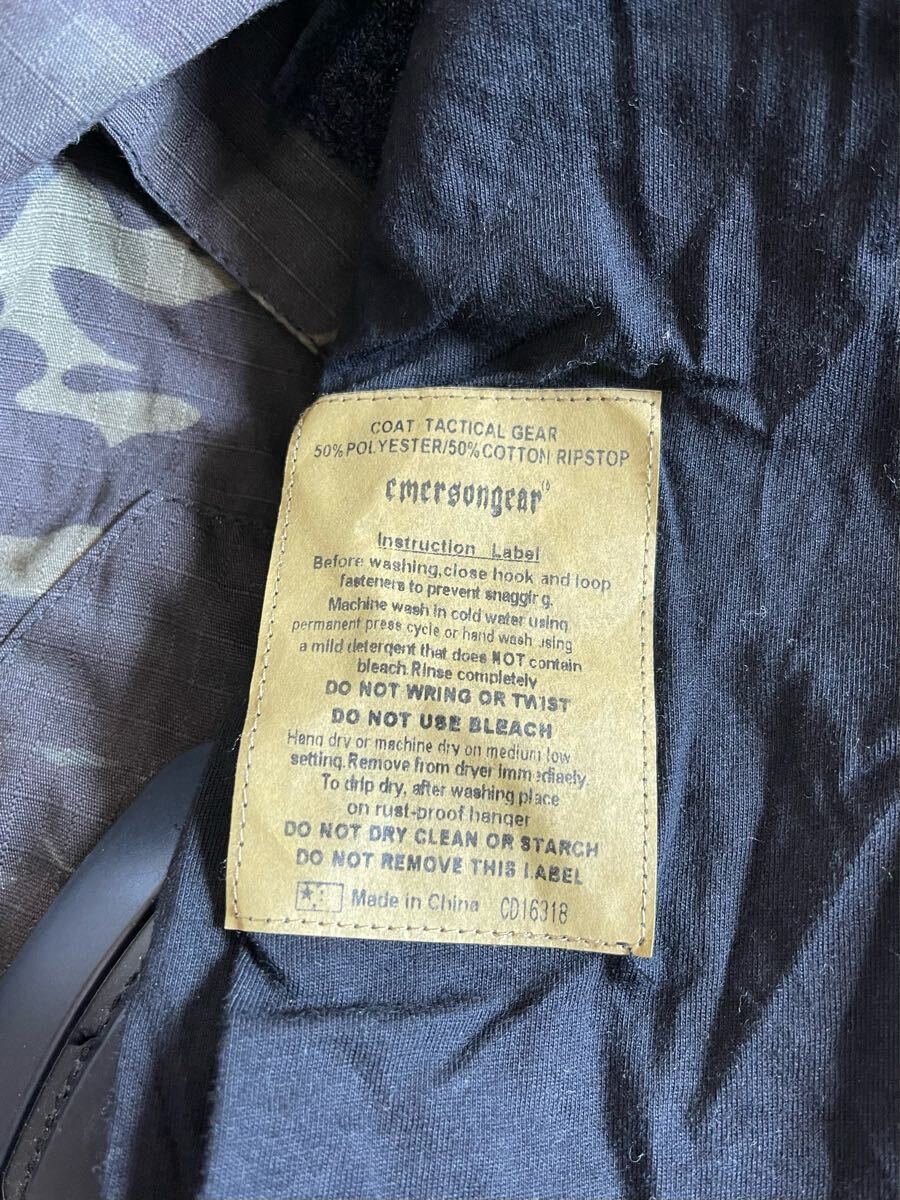 COAT TACTICAL GEAR
50%POLYESTER/50%COTTON RIPSTOP
emersongear®
Instruction Label
Before washing,close hook and loop
fasteners to prevent snagging.
Machine wash in cold water using
permanent press cycle or hand wash using
a mild detergent that does NOT contain
bleach.Rinse completely
DO NOT WRING OR TWIST
DO NOT USE BLEACH
Hang dry or machine dry on medium low
setting.Remove from dryer immediaely.
To drip dry, after washing place
on rust-proof hanger
DO NOT DRY CLEAN OR STARCH
DO NOT REMOVE THIS LABEL
Made in China CD16318